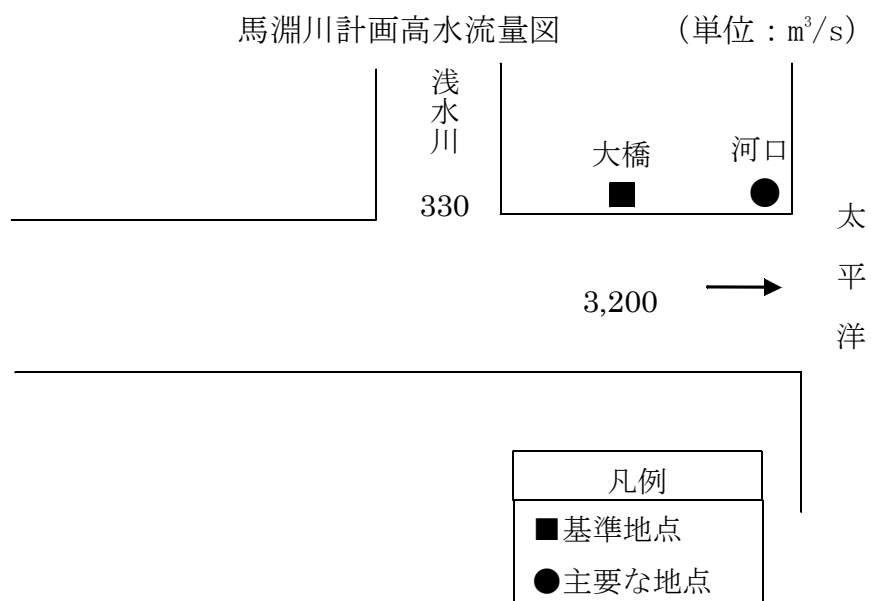 馬淵川計画高水流量図 (単位:m³/s)
浅水川
330
大橋
河口
3,200
太平洋
凡例
■基準地点
●主要な地点